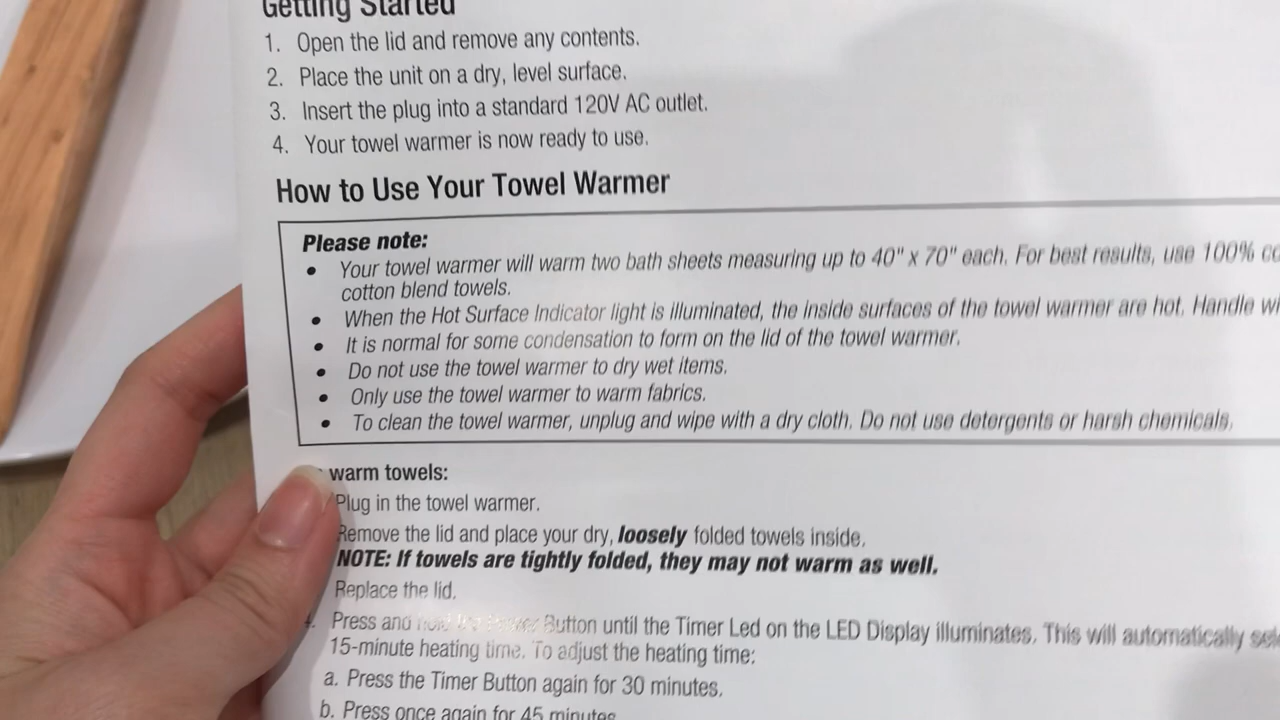 Getting Started
1. Open the lid and remove any contents.
2. Place the unit on a dry, level surface.
3. Insert the plug into a standard 120V AC outlet.
4. Your towel warmer is now ready to use.
How to Use Your Towel Warmer
Please note:
• Your towel warmer will warm two bath sheets measuring up to 40" x 70" each. For best results, use 100%
cotton blend towels.
• When the Hot Surface Indicator light is illuminated, the inside surfaces of the towel warmer are hot. Handle
• It is normal for some condensation to form on the lid of the towel warmer.
• Do not use the towel warmer to dry wet items.
• Only use the towel warmer to warm fabrics.
• To clean the towel warmer, unplug and wipe with a dry cloth. Do not use detergents or harsh chemicals.
warm towels:
Plug in the towel warmer.
Remove the lid and place your dry, loosely folded towels inside.
NOTE: If towels are tightly folded, they may not warm as well.
Replace the lid.
4. Press and hold the Power Button until the Timer Led on the LED Display illuminates. This will automatically
15-minute heating time. To adjust the heating time:
a. Press the Timer Button again for 30 minutes.
b. Press once again for 45 minutes